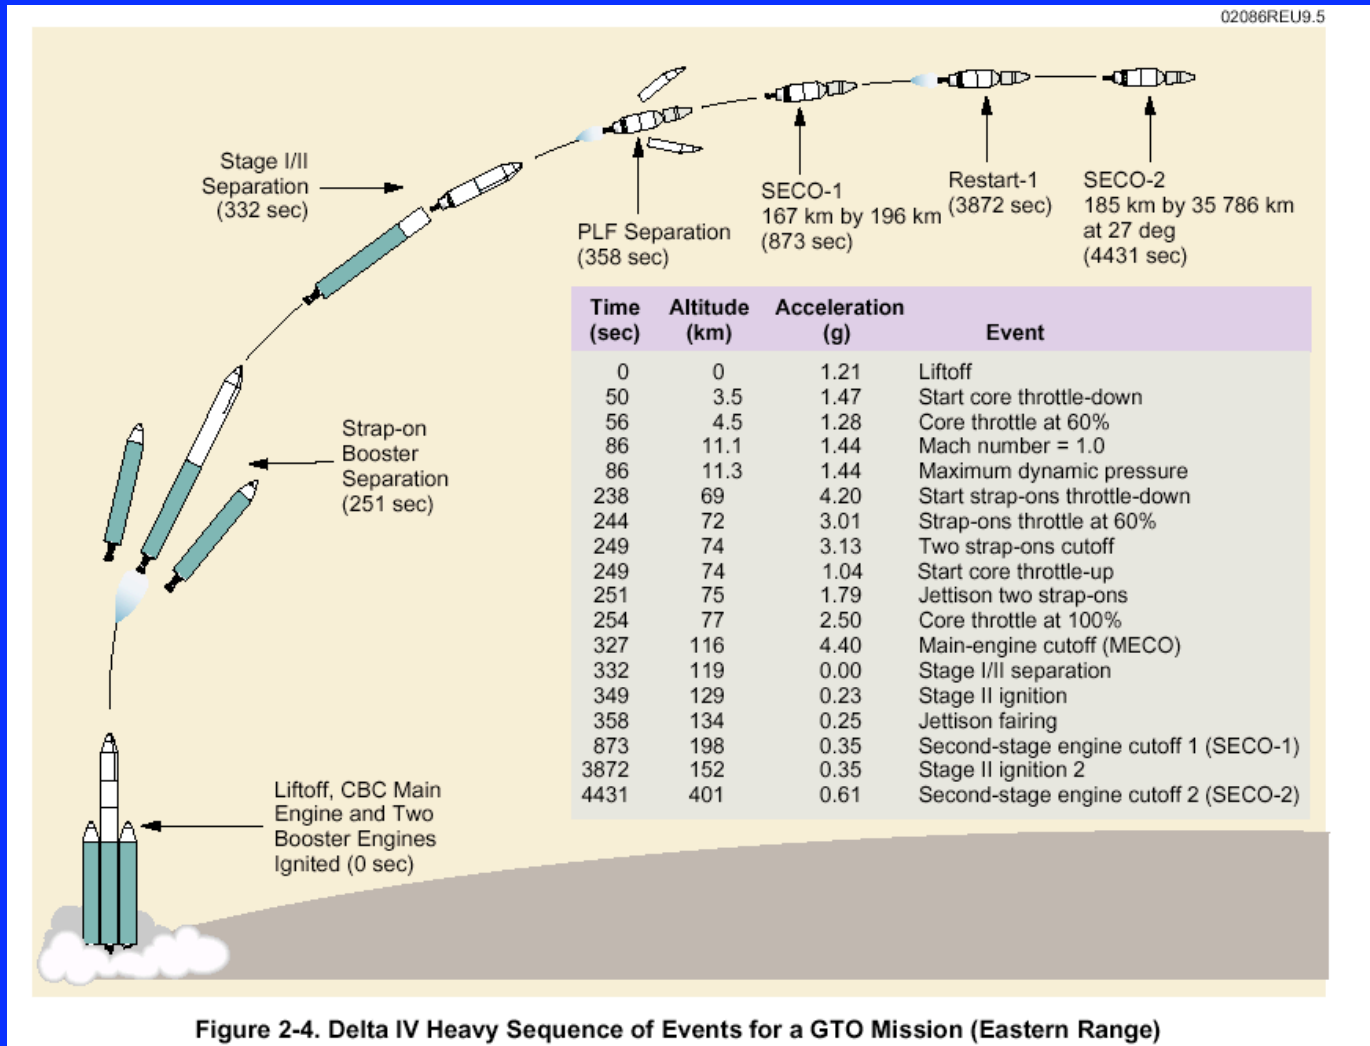 02086REU9.5
Stage I/II
Separation
(332 sec)
PLF Separation
(358 sec)
SECO-1
167 km by 196 km
(873 sec)
Restart-1
(3872 sec)
SECO-2
185 km by 35 786 km
at 27 deg
(4431 sec)
Strap-on
Booster
Separation
(251 sec)
Liftoff, CBC Main
Engine and Two
Booster Engines
Ignited (0 sec)
Time Altitude Acceleration
(sec) (km) (g) Event
0 0 1.21 Liftoff
50 3.5 1.47 Start core throttle-down
56 4.5 1.28 Core throttle at 60%
86 11.1 1.44 Mach number = 1.0
86 11.3 1.44 Maximum dynamic pressure
238 69 4.20 Start strap-ons throttle-down
244 72 3.01 Strap-ons throttle at 60%
249 74 3.13 Two strap-ons cutoff
249 74 1.04 Start core throttle-up
251 75 1.79 Jettison two strap-ons
254 77 2.50 Core throttle at 100%
327 116 4.40 Main-engine cutoff (MECO)
332 119 0.00 Stage I/II separation
349 129 0.23 Stage II ignition
358 134 0.25 Jettison fairing
873 198 0.35 Second-stage engine cutoff 1 (SECO-1)
3872 152 0.35 Stage II ignition 2
4431 401 0.61 Second-stage engine cutoff 2 (SECO-2)
Figure 2-4. Delta IV Heavy Sequence of Events for a GTO Mission (Eastern Range)